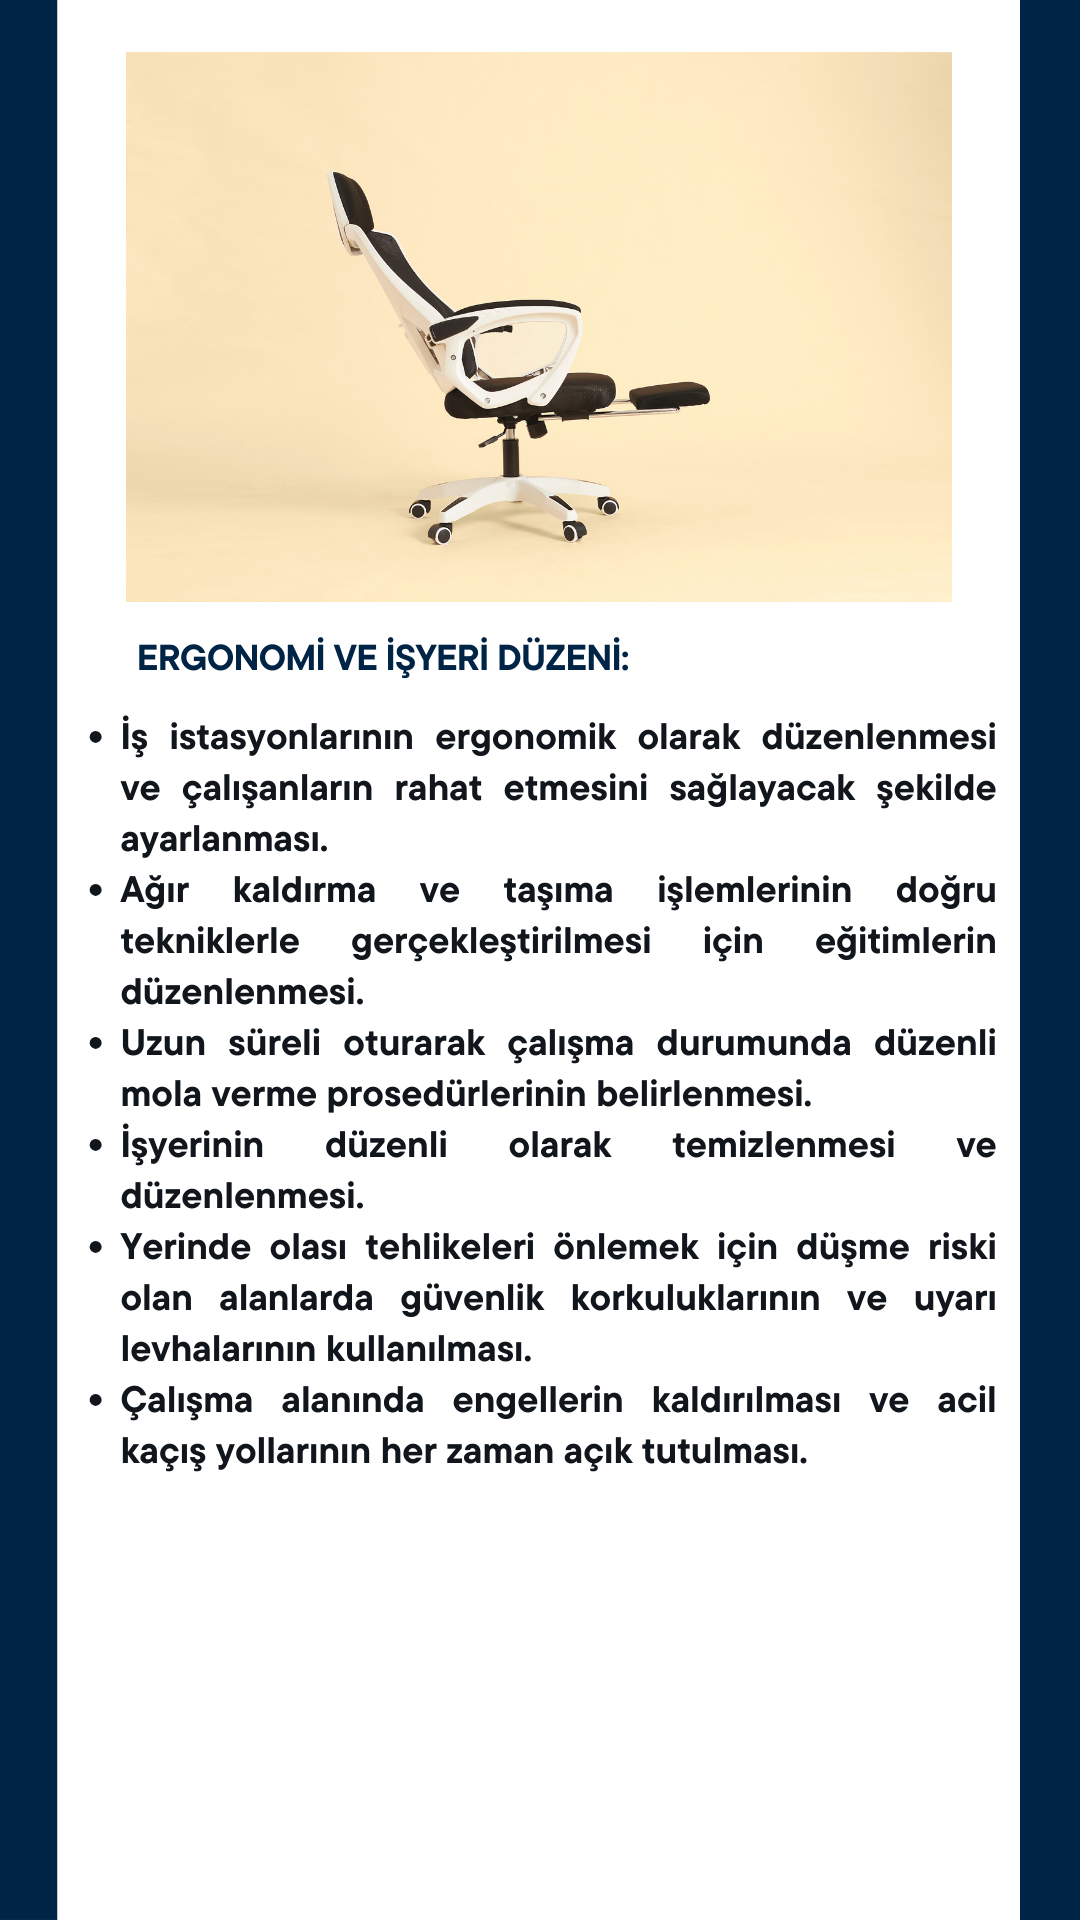 ERGONOMİ VE İŞYERİ DÜZENİ:
• İş istasyonlarının ergonomik olarak düzenlenmesi
ve çalışanların rahat etmesini sağlayacak şekilde
ayarlanması.
• Ağır kaldırma ve taşıma işlemlerinin doğru
tekniklerle gerçekleştirilmesi için eğitimlerin
düzenlenmesi.
• Uzun süreli oturarak çalışma durumunda düzenli
mola verme prosedürlerinin belirlenmesi.
• İşyerinin düzenli olarak temizlenmesi ve
düzenlenmesi.
• Yerinde olası tehlikeleri önlemek için düşme riski
olan alanlarda güvenlik korkuluklarının ve uyarı
levhalarının kullanılması.
• Çalışma alanında engellerin kaldırılması ve acil
kaçış yollarının her zaman açık tutulması.